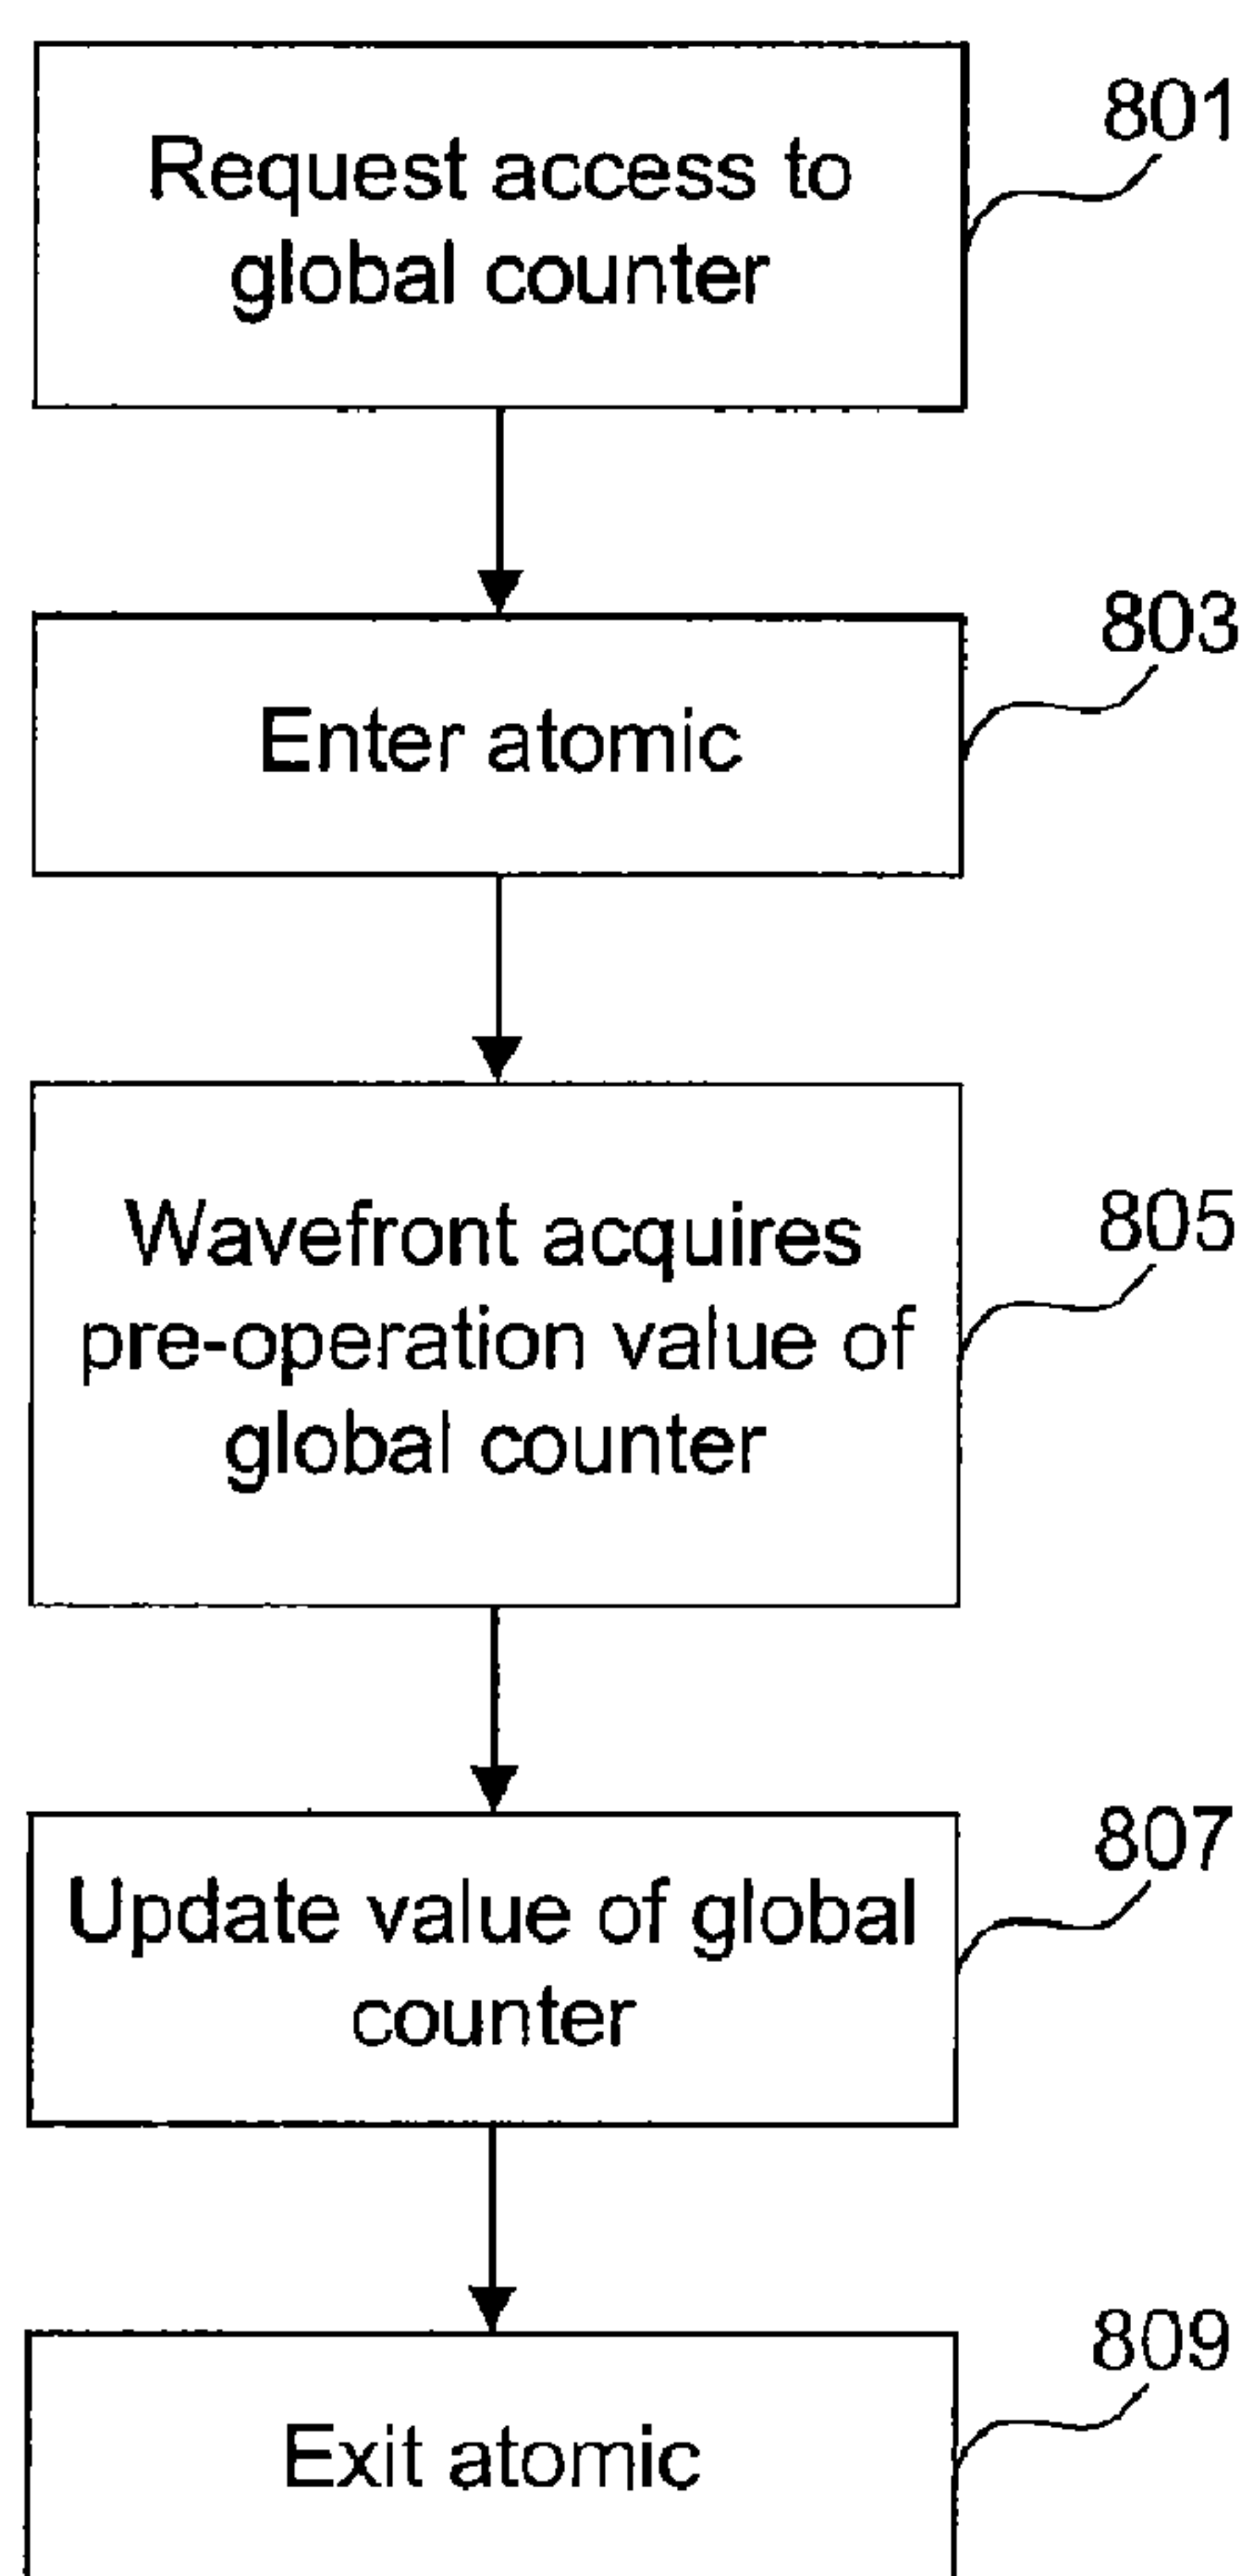 801
Request access to
global counter
803
Enter atomic
805
Wavefront acquires
pre-operation value of
global counter
807
Update value of global
counter
809
Exit atomic